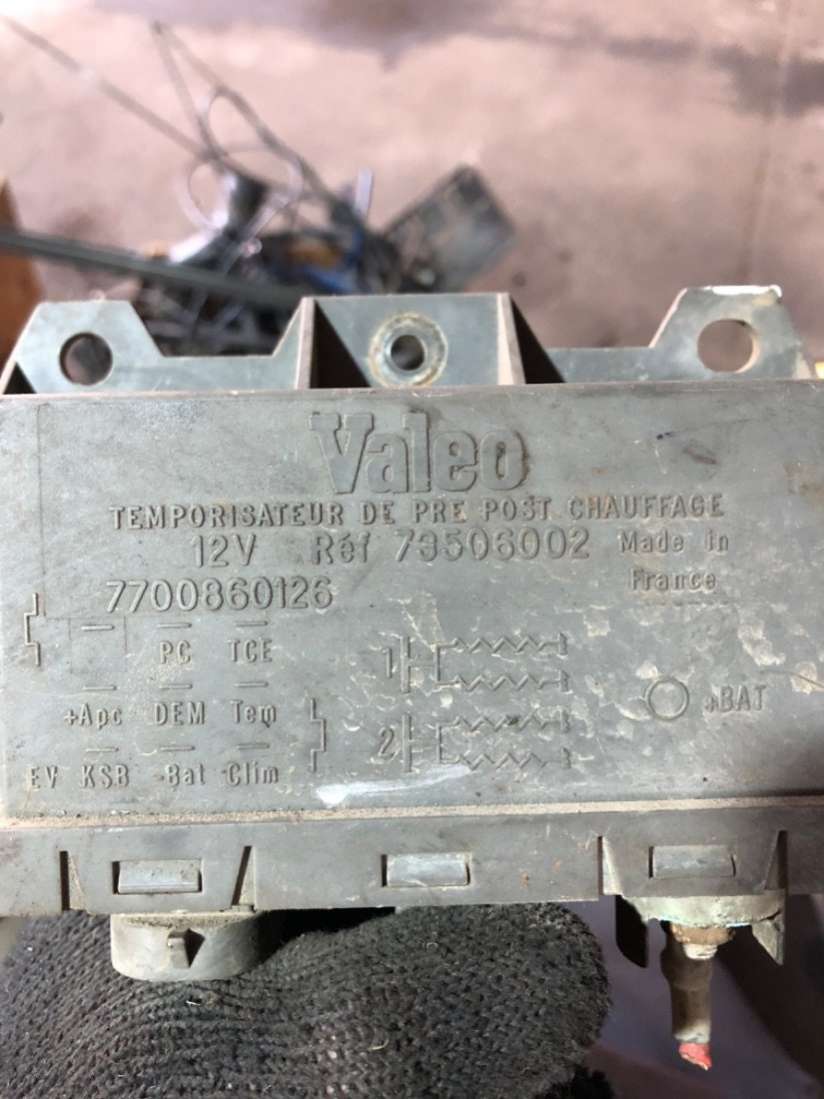 Valeo
TEMPORISATEUR DE PRE POST CHAUFFAGE
12V Réf 73506002 Made in
France
7700860126
PC TCE
+Apc DEM Tem
EV KSB -Bat Clim
1
2
+BAT